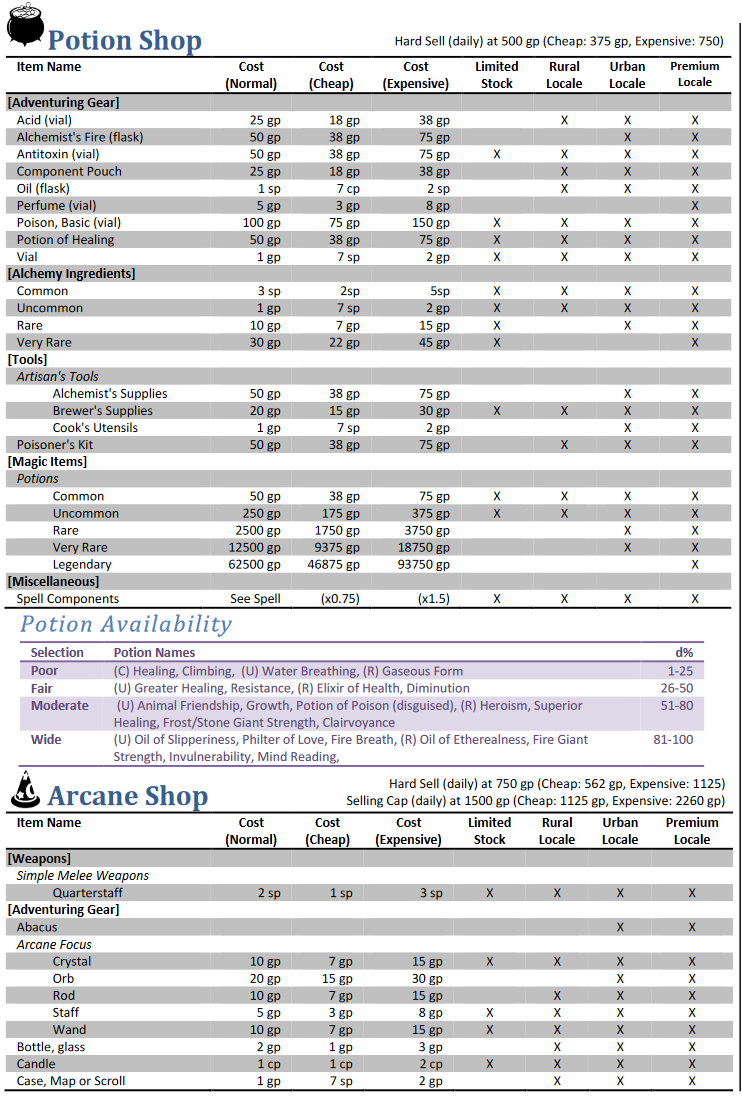 Potion Shop
Hard Sell (daily) at 500 gp (Cheap: 375 gp, Expensive: 750)
Item Name Cost (Normal) Cost (Cheap) Cost (Expensive) Limited Stock Rural Locale Urban Locale Premium Locale
[Adventuring Gear]
Acid (vial) 25 gp 18 gp 38 gp X X X
Alchemist's Fire (flask) 50 gp 38 gp 75 gp X X
Antitoxin (vial) 50 gp 38 gp 75 gp X X X X
Component Pouch 25 gp 18 gp 38 gp X X X
Oil (flask) 1 sp 7 cp 2 sp X X X
Perfume (vial) 5 gp 3 gp 8 gp X
Poison, Basic (vial) 100 gp 75 gp 150 gp X X X X
Potion of Healing 50 gp 38 gp 75 gp X X X X
Vial 1 gp 7 sp 2 gp X X X X
[Alchemy Ingredients]
Common 3 sp 2sp 5sp X X X X
Uncommon 1 gp 7 sp 2 gp X X X X
Rare 10 gp 7 gp 15 gp X X X
Very Rare 30 gp 22 gp 45 gp X X
[Tools]
Artisan's Tools
Alchemist's Supplies 50 gp 38 gp 75 gp X X
Brewer's Supplies 20 gp 15 gp 30 gp X X X X
Cook's Utensils 1 gp 7 sp 2 gp X X
Poisoner's Kit 50 gp 38 gp 75 gp X X X
[Magic Items]
Potions
Common 50 gp 38 gp 75 gp X X X X
Uncommon 250 gp 175 gp 375 gp X X X X
Rare 2500 gp 1750 gp 3750 gp X X
Very Rare 12500 gp 9375 gp 18750 gp X X
Legendary 62500 gp 46875 gp 93750 gp X
[Miscellaneous]
Spell Components See Spell (x0.75) (x1.5) X X X X
Potion Availability
Selection Potion Names d%
Poor (C) Healing, Climbing, (U) Water Breathing, (R) Gaseous Form 1-25
Fair (U) Greater Healing, Resistance, (R) Elixir of Health, Diminution 26-50
Moderate (U) Animal Friendship, Growth, Potion of Poison (disguised), (R) Heroism, Superior 51-80
Healing, Frost/Stone Giant Strength, Clairvoyance
Wide (U) Oil of Slipperiness, Philter of Love, Fire Breath, (R) Oil of Etherealness, Fire Giant 81-100
Strength, Invulnerability, Mind Reading,
Arcane Shop
Hard Sell (daily) at 750 gp (Cheap: 562 gp, Expensive: 1125)
Selling Cap (daily) at 1500 gp (Cheap: 1125 gp, Expensive: 2260 gp)
Item Name Cost (Normal) Cost (Cheap) Cost (Expensive) Limited Stock Rural Locale Urban Locale Premium Locale
[Weapons]
Simple Melee Weapons
Quarterstaff 2 sp 1 sp 3 sp X X X X
[Adventuring Gear]
Abacus X X
Arcane Focus
Crystal 10 gp 7 gp 15 gp X X X X
Orb 20 gp 15 gp 30 gp X X
Rod 10 gp 7 gp 15 gp X X X
Staff 5 gp 3 gp 8 gp X X X X
Wand 10 gp 7 gp 15 gp X X X X
Bottle, glass 2 gp 1 gp 3 gp X X X
Candle 1 cp 1 cp 2 cp X X X X
Case, Map or Scroll 1 gp 7 sp 2 gp X X X